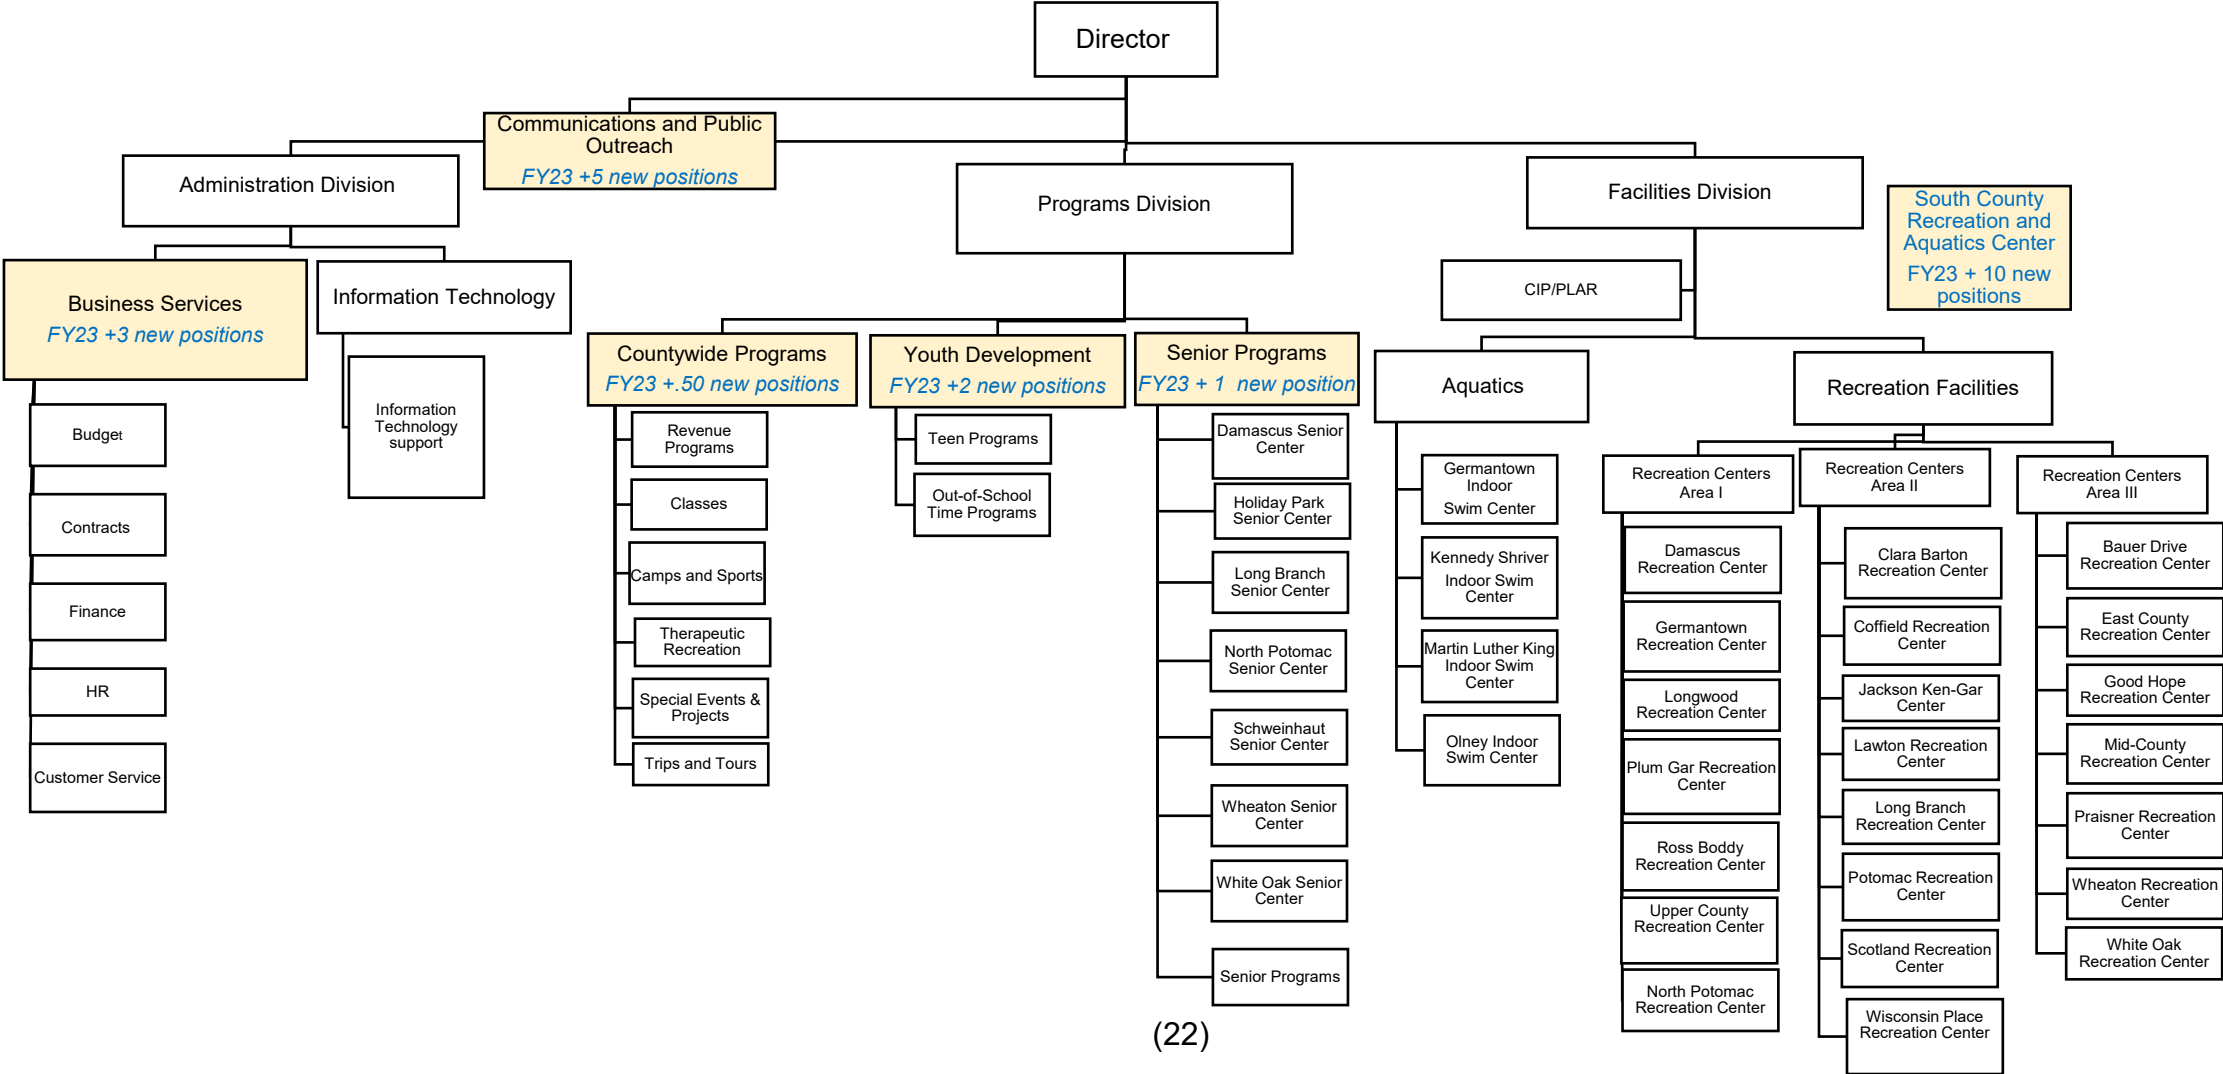 Director
Communications and Public
Outreach
FY23 +5 new positions
Administration Division
Programs Division
Facilities Division
South County
Recreation and
Aquatics Center
FY23 + 10 new
positions
Business Services
FY23 +3 new positions
Information Technology
CIP/PLAR
Countywide Programs
FY23 +.50 new positions
Youth Development
FY23 +2 new positions
Senior Programs
FY23 + 1 new position
Aquatics
Recreation Facilities
Budget
Contracts
Finance
HR
Customer Service
Information
Technology
support
Revenue
Programs
Classes
Camps and Sports
Therapeutic
Recreation
Special Events &
Projects
Trips and Tours
Teen Programs
Out-of-School
Time Programs
Damascus Senior
Center
Holiday Park
Senior Center
Long Branch
Senior Center
North Potomac
Senior Center
Schweinhaut
Senior Center
Wheaton Senior
Center
White Oak Senior
Center
Senior Programs
Germantown
Indoor
Swim Center
Kennedy Shriver
Indoor Swim
Center
Martin Luther King
Indoor Swim
Center
Olney Indoor
Swim Center
Recreation Centers
Area I
Damascus
Recreation Center
Germantown
Recreation Center
Longwood
Recreation Center
Plum Gar Recreation
Center
Ross Boddy
Recreation Center
Upper County
Recreation Center
North Potomac
Recreation Center
Recreation Centers
Area II
Clara Barton
Recreation Center
Coffield Recreation
Center
Jackson Ken-Gar
Center
Lawton Recreation
Center
Long Branch
Recreation Center
Potomac Recreation
Center
Scotland Recreation
Center
Wisconsin Place
Recreation Center
Recreation Centers
Area III
Bauer Drive
Recreation Center
East County
Recreation Center
Good Hope
Recreation Center
Mid-County
Recreation Center
Praisner Recreation
Center
Wheaton Recreation
Center
White Oak
Recreation Center
(22)